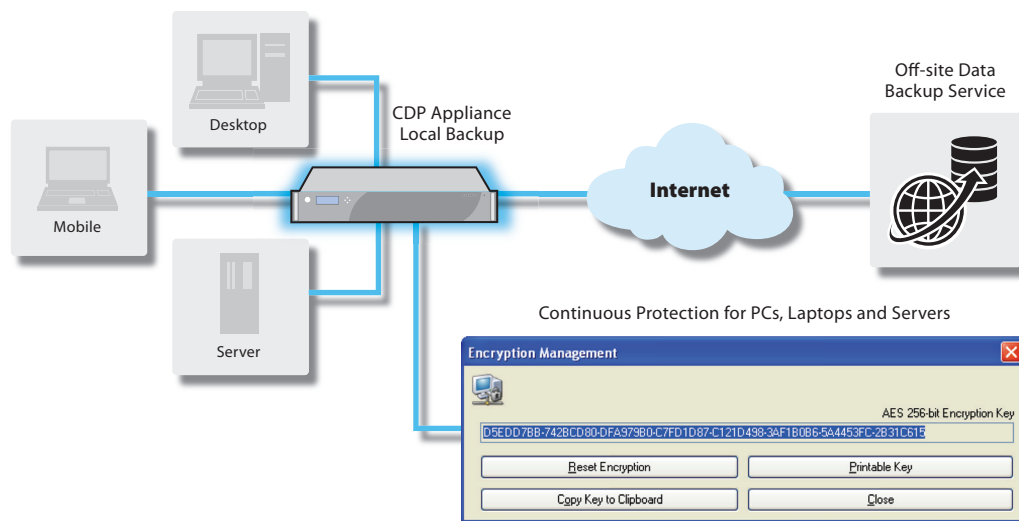 Desktop
Mobile
Server
CDP Appliance
Local Backup
Internet
Off-site Data
Backup Service
Continuous Protection for PCs, Laptops and Servers
Encryption Management
AES 256-bit Encryption Key
D5EDD7BB-742BCD80-DFA979B0-C7FD1D87-C121D498-3AF1B0B6-5A4453FC-2B31C615
Reset Encryption
Printable Key
Copy Key to Clipboard
Close